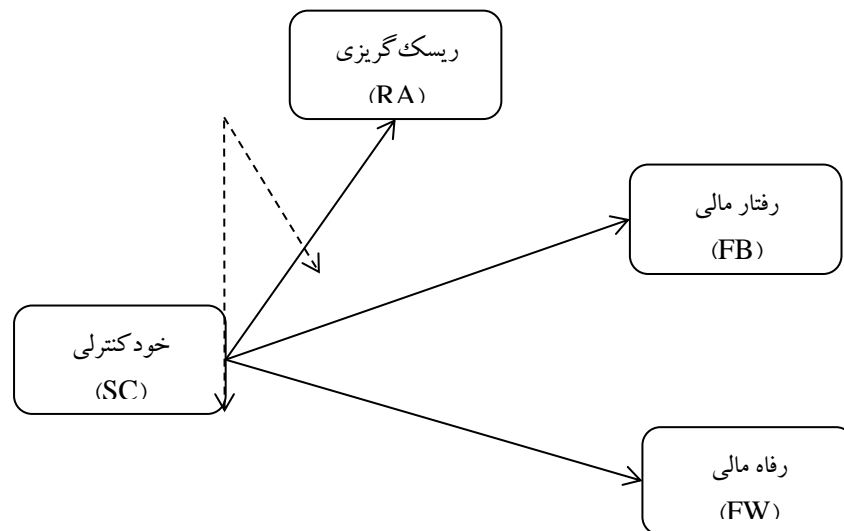 ریسک‌گریزی
(RA)
رفتار مالی
(FB)
خودکنترلی
(SC)
رفاه مالی
(FW)